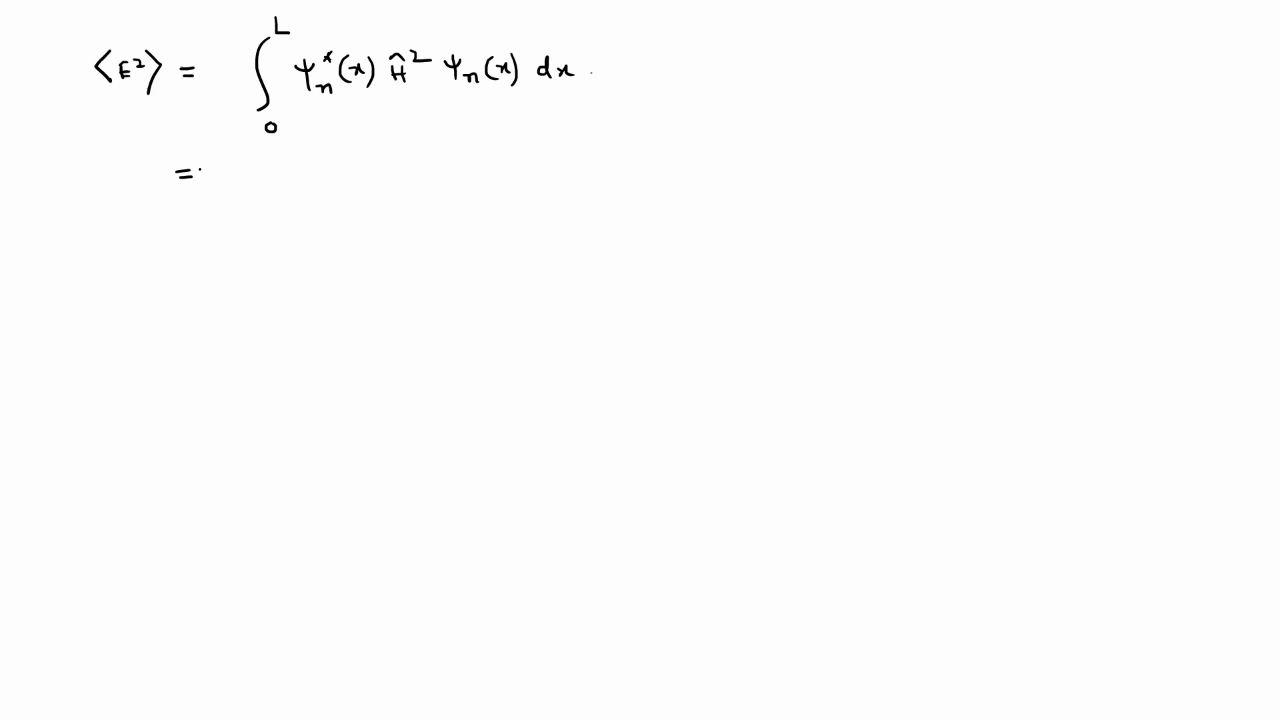 ⟨E²⟩ = ∫₀ᴸ ψₙ*(x) Ĥ² ψₙ(x) dx
=